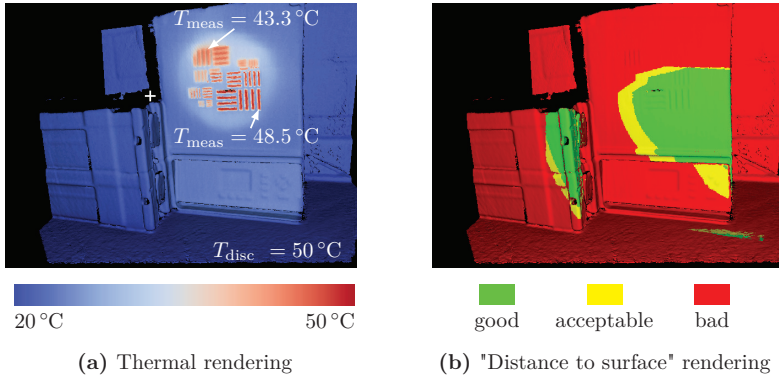 T_meas = 43.3 °C
T_meas = 48.5 °C
T_disc = 50 °C
20 °C 50 °C
good acceptable bad
(a) Thermal rendering
(b) "Distance to surface" rendering